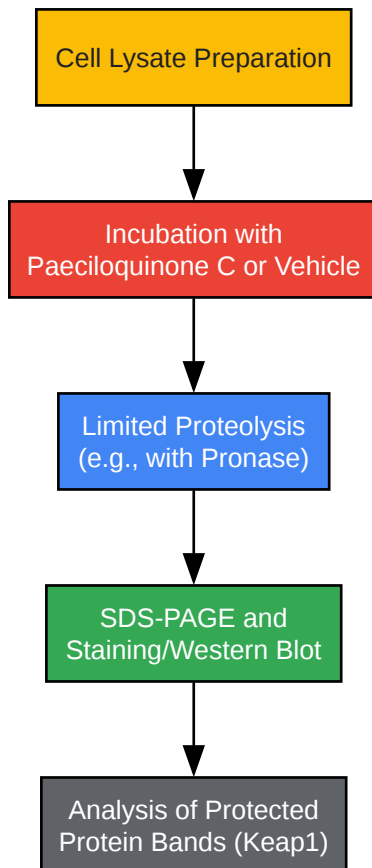 Cell Lysate Preparation
Incubation with
Paeciloquinone C or Vehicle
Limited Proteolysis
(e.g., with Pronase)
SDS-PAGE and
Staining/Western Blot
Analysis of Protected
Protein Bands (Keap1)